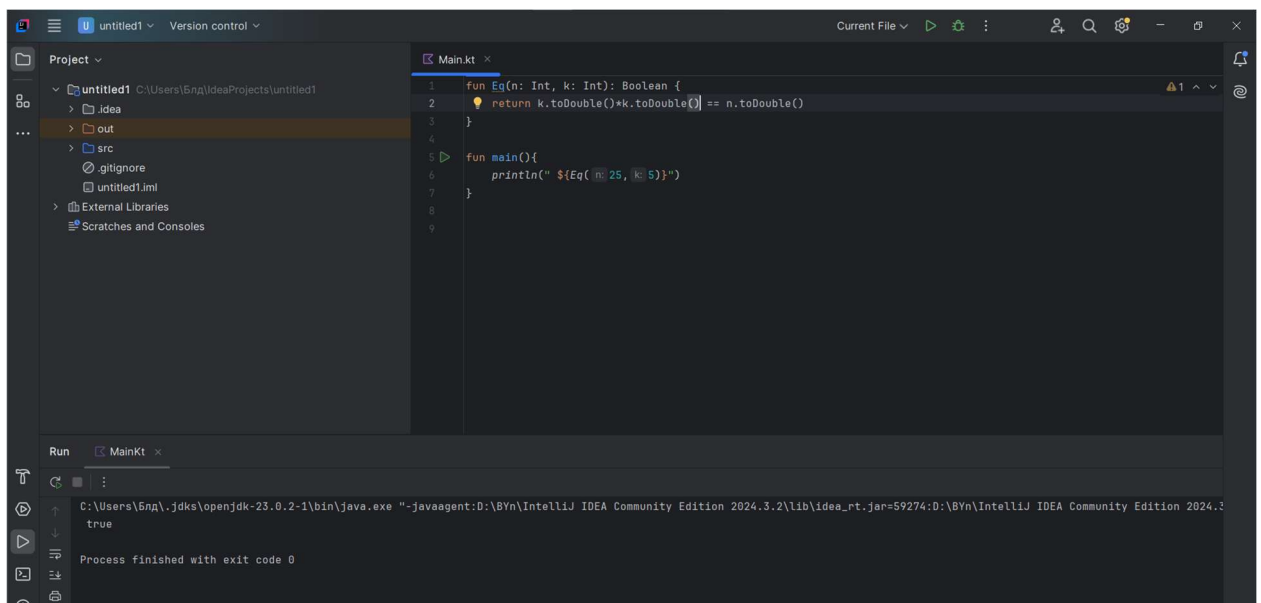 U untitled1 Version control Current File
Project
Main.kt
untitled1 C:\Users\Блд\IdeaProjects\untitled1
.idea
out
src
.gitignore
untitled1.iml
External Libraries
Scratches and Consoles
1 fun Eq(n: Int, k: Int): Boolean {
2 return k.toDouble()*k.toDouble() == n.toDouble()
3 }
4
5 fun main(){
6 println(" ${Eq( n: 25, k: 5)}")
7 }
8
9
1
Run MainKt
C:\Users\Блд\.jdks\openjdk-23.0.2-1\bin\java.exe "-javaagent:D:\BYn\IntelliJ IDEA Community Edition 2024.3.2\lib\idea_rt.jar=59274:D:\BYn\IntelliJ IDEA Community Edition 2024.3
true
Process finished with exit code 0